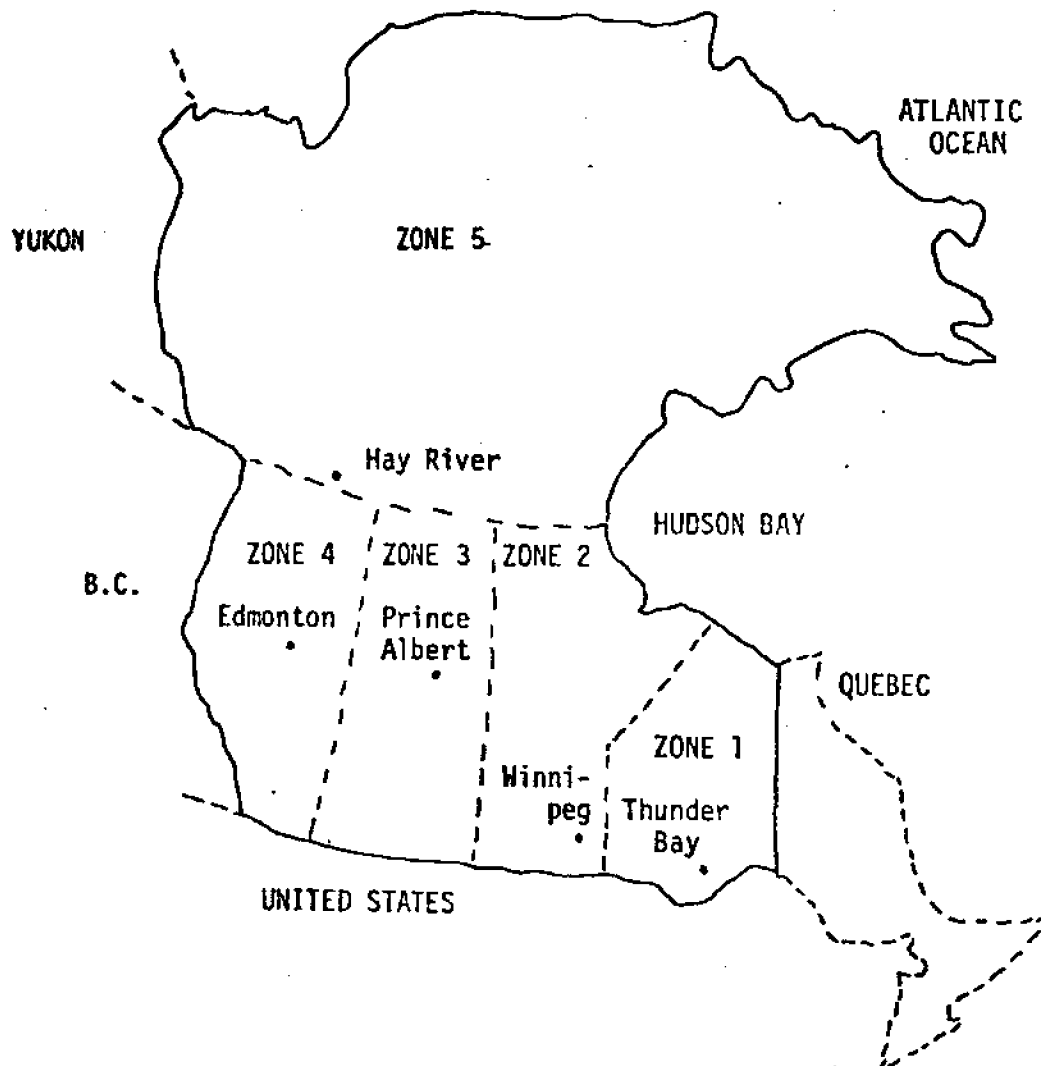 ATLANTIC
OCEAN
YUKON
ZONE 5
Hay River
HUDSON BAY
ZONE 4
ZONE 3
ZONE 2
B.C.
Edmonton
Prince
Albert
QUEBEC
ZONE 1
Winni-
peg
Thunder
Bay
UNITED STATES